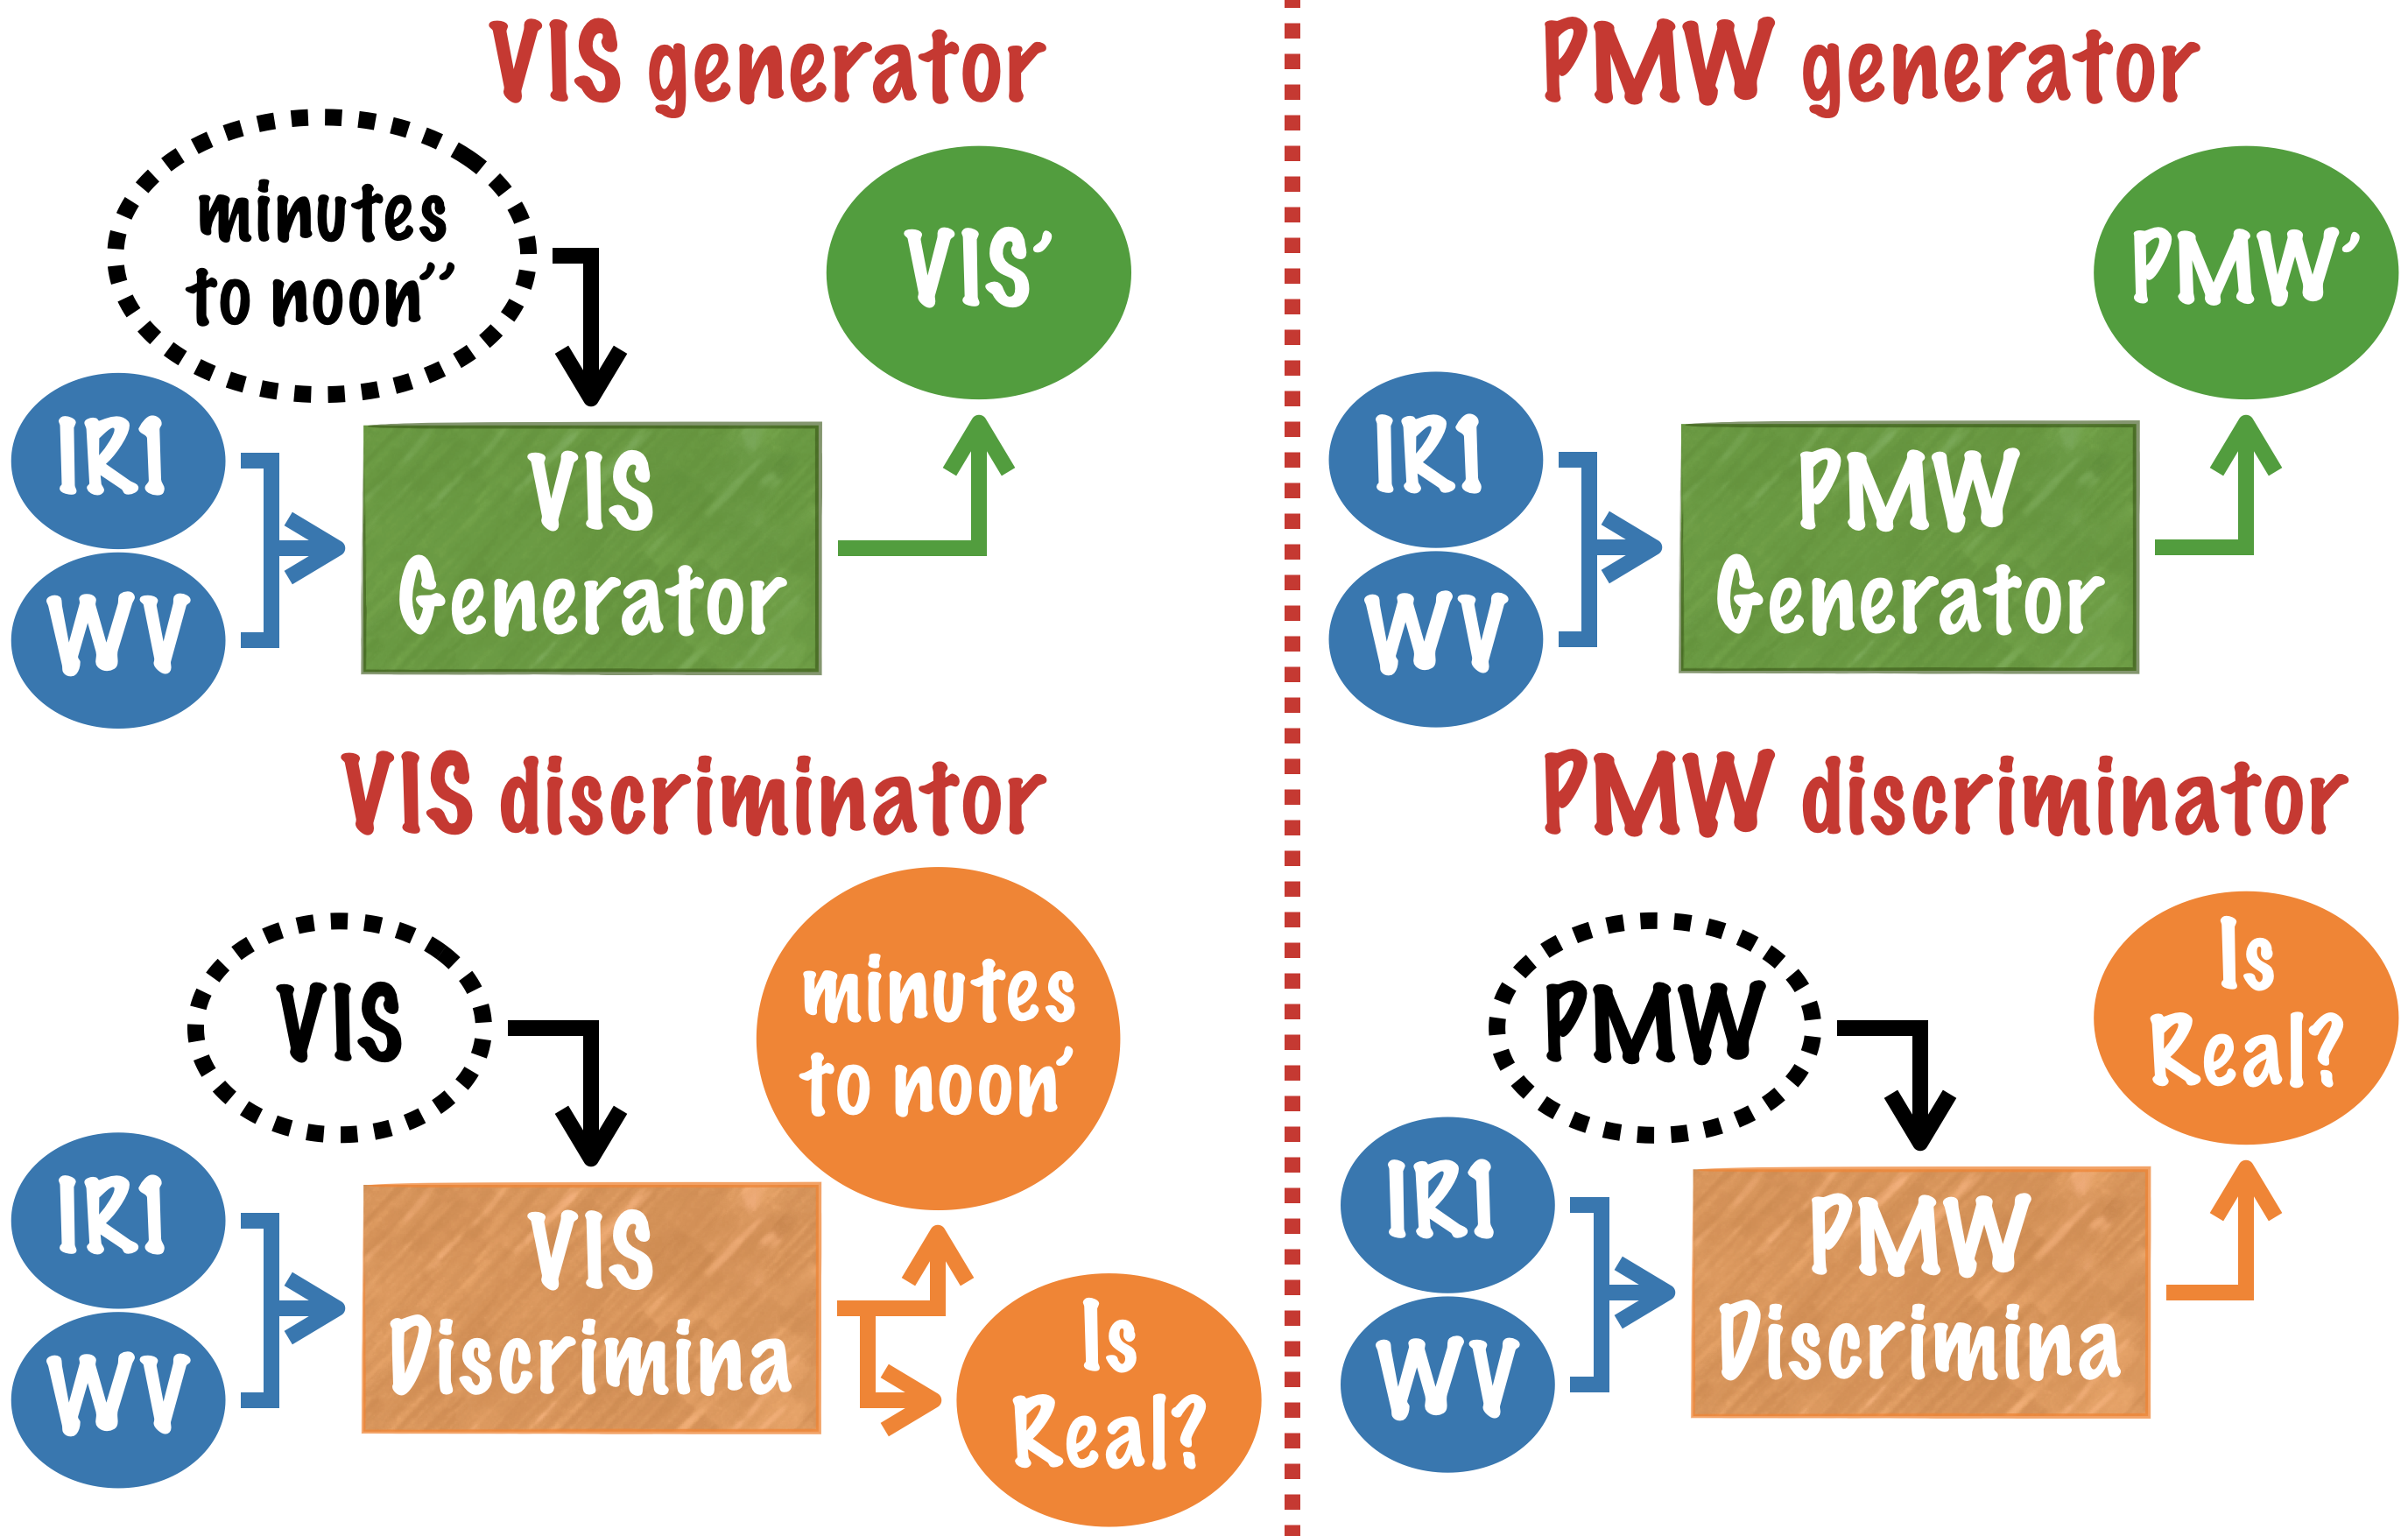 VIS generator
minutes
to noon’’
IR1
WV
VIS
Generator
VIS’
PMW generator
IR1
WV
PMW
Generator
PMW’
VIS discriminator
VIS
IR1
WV
VIS
Discrimina
minutes
to noon’
Is
Real?
PMW discriminator
PMW
IR1
WV
PMW
Discrimina
Is
Real?